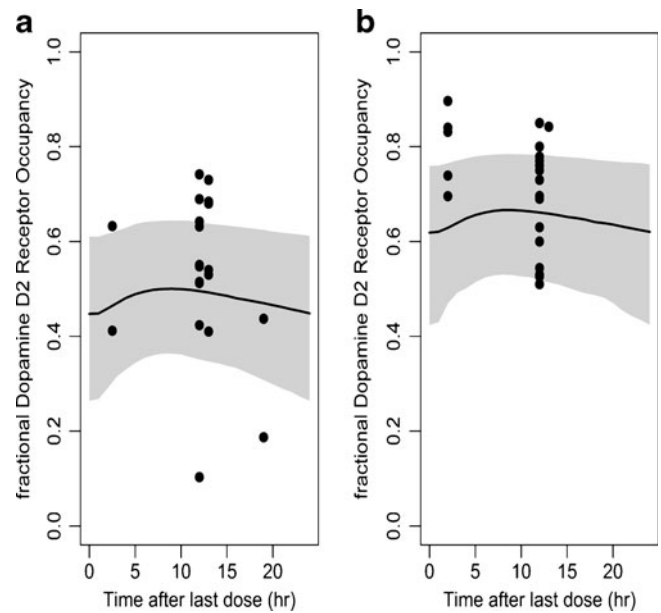 a
b
fractional Dopamine D2 Receptor Occupancy
1.0
0.8
0.6
0.4
0.2
0.0
0 5 10 15 20
Time after last dose (hr)
fractional Dopamine D2 Receptor Occupancy
1.0
0.8
0.6
0.4
0.2
0.0
0 5 10 15 20
Time after last dose (hr)